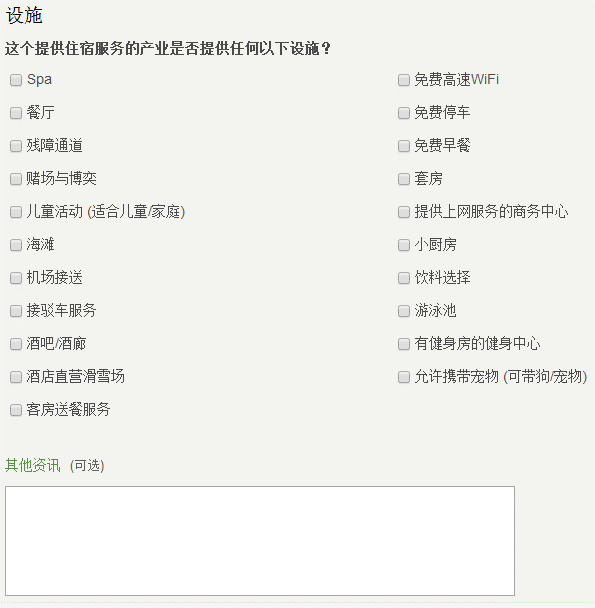 设施
这个提供住宿服务的产业是否提供任何以下设施？
Spa
免费高速WiFi
餐厅
免费停车
残障通道
免费早餐
赌场与博奕
套房
儿童活动 (适合儿童/家庭)
提供上网服务的商务中心
海滩
小厨房
机场接送
饮料选择
接驳车服务
游泳池
酒吧/酒廊
有健身房的健身中心
酒店直营滑雪场
允许携带宠物 (可带狗/宠物)
客房送餐服务
其他资讯 (可选)